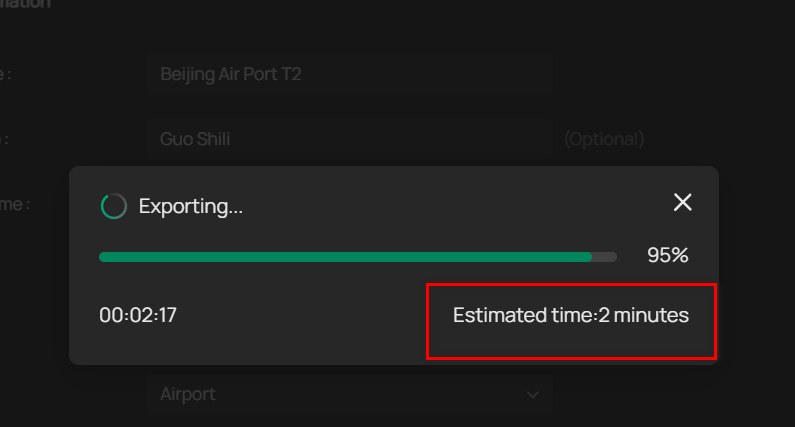 Beijing Air Port T2
Guo Shili (Optional)
Exporting...
95%
00:02:17 Estimated time:2 minutes
Airport